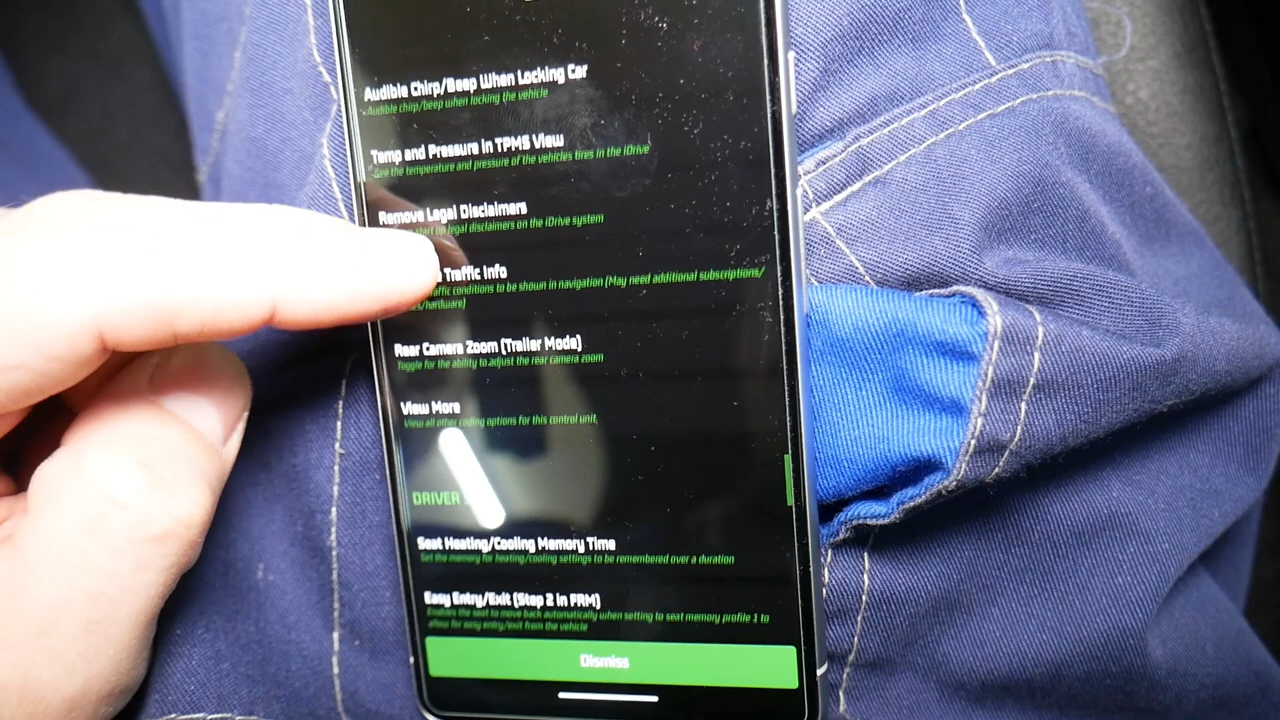 Audible Chirp/Beep When Locking Car
Audible chirp/beep when locking the vehicle
Temp and Pressure in TPMS View
See the temperature and pressure of the vehicles tires in the iDrive
Remove Legal Disclaimers
start up legal disclaimers on the iDrive system
Traffic Info
conditions to be shown in navigation (May need additional subscriptions/
/hardware)
Rear Camera Zoom (Trailer Mode)
Toggle for the ability to adjust the rear camera zoom
View More
View all other coding options for this control unit.
DRIVER
Seat Heating/Cooling Memory Time
Set the memory for heating/cooling settings to be remembered over a duration
Easy Entry/Exit (Step 2 in FRM)
Enables the seat to move back automatically when setting to seat memory profile 1 to
allow for easy entry/exit from the vehicle
Dismiss